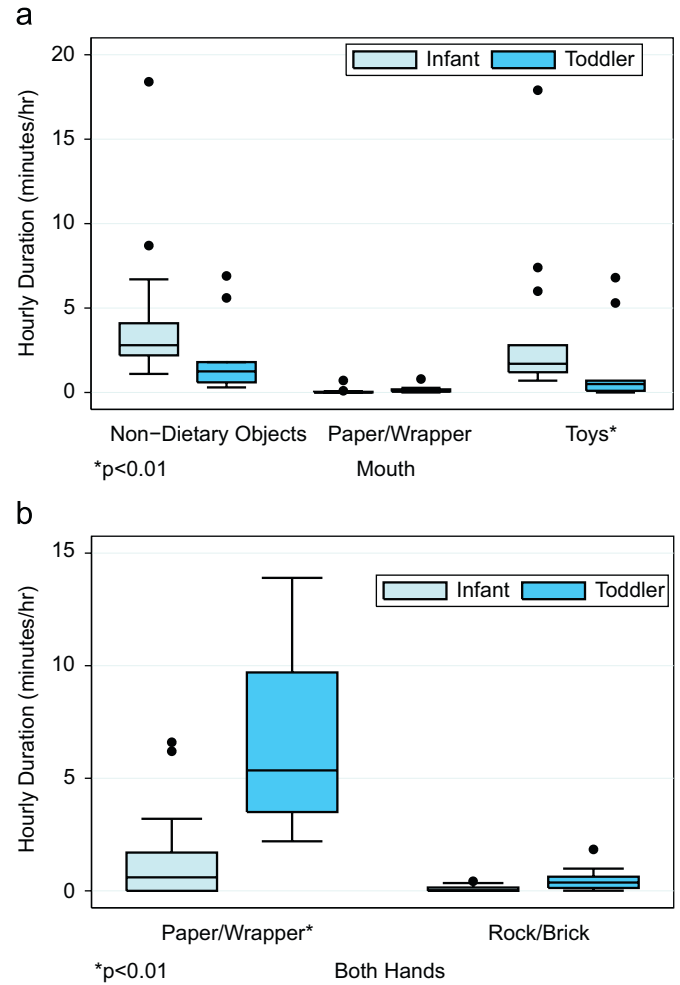 a
Hourly Duration (minutes/hr)
20
15
10
5
0
Infant Toddler
Non−Dietary Objects Paper/Wrapper Toys*
*p<0.01 Mouth
b
Hourly Duration (minutes/hr)
15
10
5
0
Infant Toddler
Paper/Wrapper* Rock/Brick
*p<0.01 Both Hands